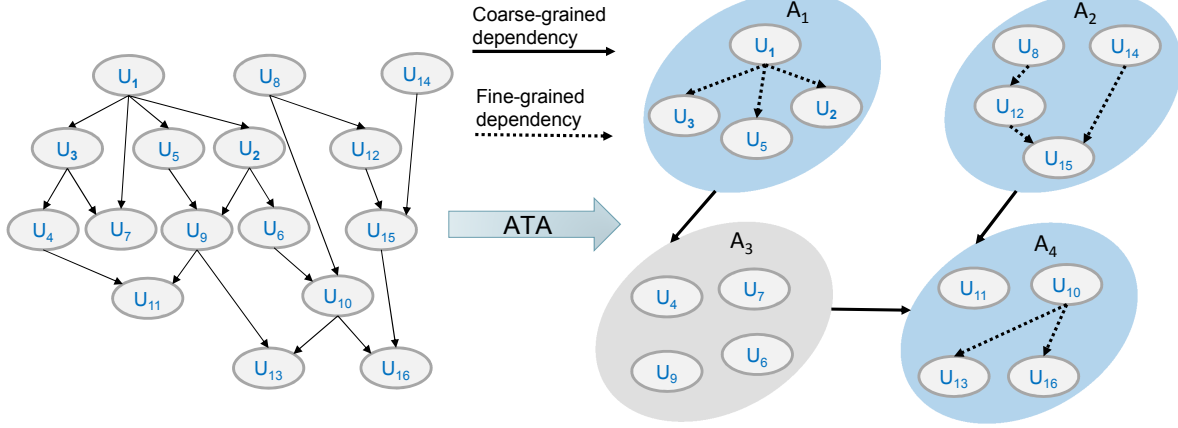 Coarse-grained
dependency
Fine-grained
dependency
U1
U8
U14
U3
U5
U2
U12
U4
U7
U9
U6
U15
U11
U10
U13
U16
ATA
A1
U1
U3
U5
U2
A2
U8
U14
U12
U15
A3
U4
U7
U9
U6
A4
U11
U10
U13
U16